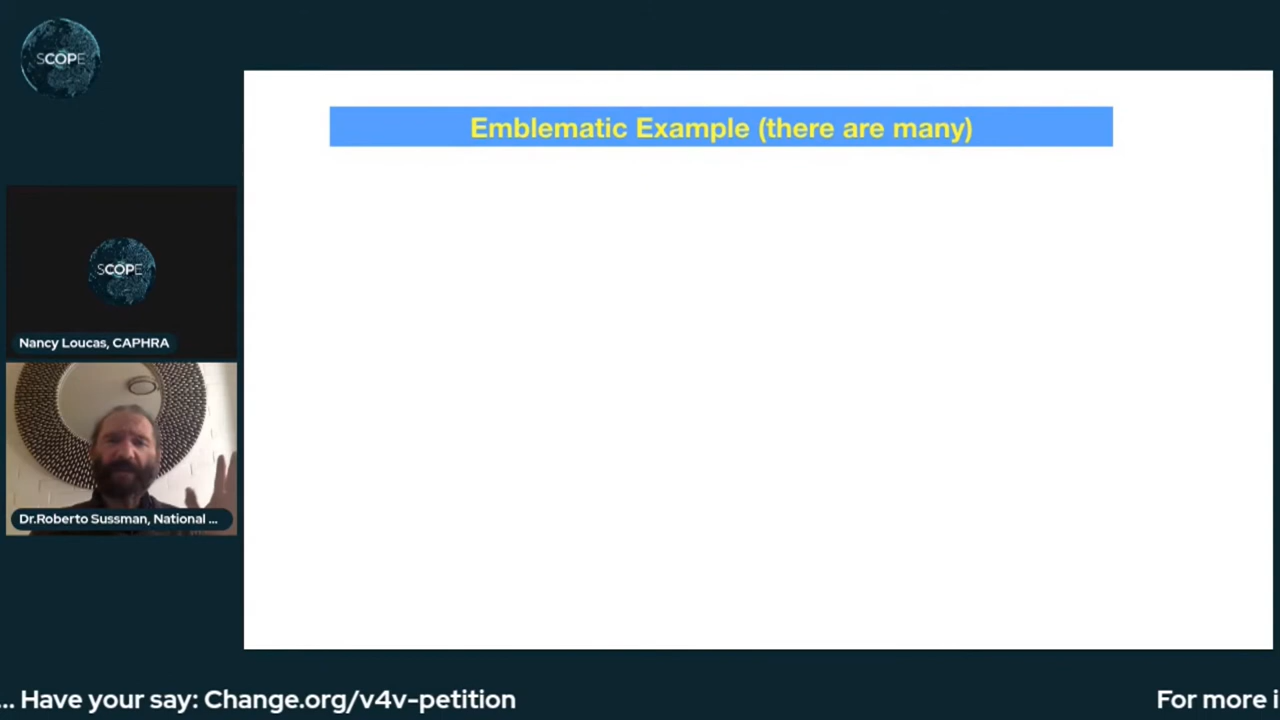 SCOPE
Emblematic Example (there are many)
SCOPE
Nancy Loucas, CAPHRA
Dr.Roberto Sussman, National ...
... Have your say: Change.org/v4v-petition
For more i